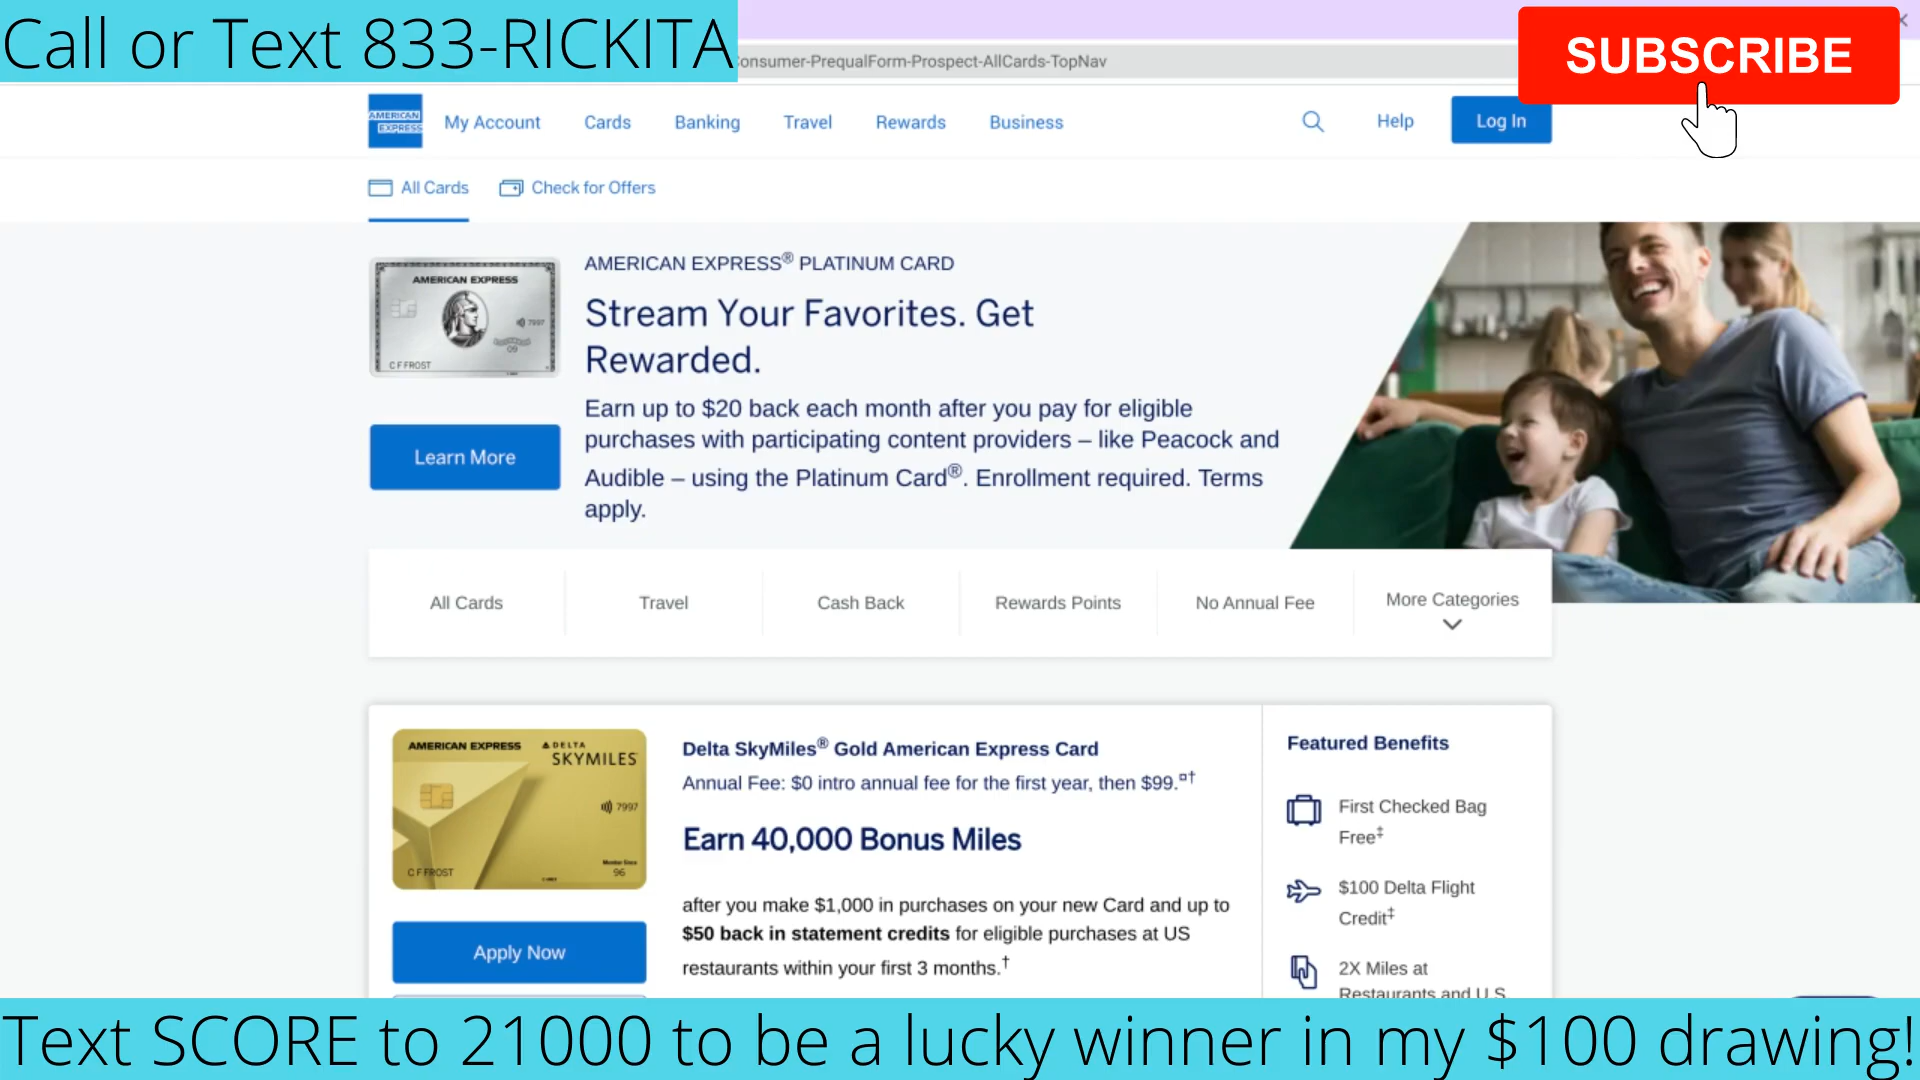 Call or Text 833-RICKITA
onsumer-PrequalForm-Prospect-AllCards-TopNav
SUBSCRIBE
AMERICAN EXPRESS
My Account
Cards
Banking
Travel
Rewards
Business
Help
Log In
All Cards
Check for Offers
AMERICAN EXPRESS
7997
09
C F FROST
AMERICAN EXPRESS® PLATINUM CARD
Stream Your Favorites. Get
Rewarded.
Earn up to $20 back each month after you pay for eligible
purchases with participating content providers – like Peacock and
Audible – using the Platinum Card®. Enrollment required. Terms
apply.
Learn More
All Cards
Travel
Cash Back
Rewards Points
No Annual Fee
More Categories
AMERICAN EXPRESS
DELTA
SKYMILES
7997
Member Since
96
C F FROST
Apply Now
Delta SkyMiles® Gold American Express Card
Annual Fee: $0 intro annual fee for the first year, then $99.¤†
Earn 40,000 Bonus Miles
after you make $1,000 in purchases on your new Card and up to
$50 back in statement credits for eligible purchases at US
restaurants within your first 3 months.†
Featured Benefits
First Checked Bag
Free‡
$100 Delta Flight
Credit‡
2X Miles at
Restaurants and U.S.
Text SCORE to 21000 to be a lucky winner in my $100 drawing!